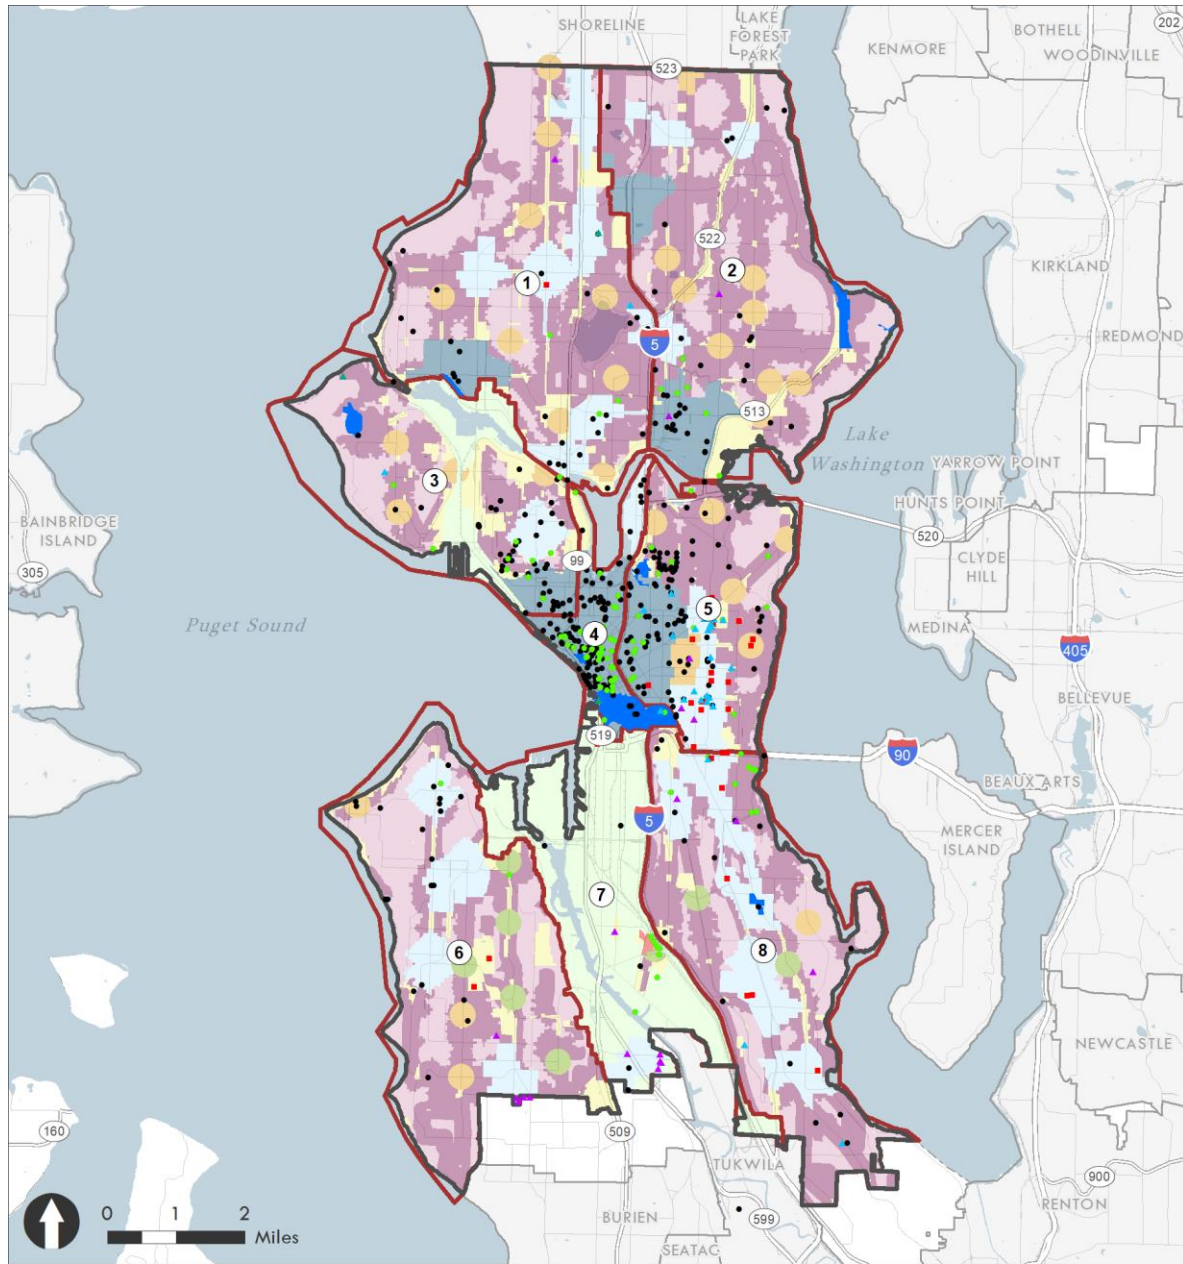 SHORELINE
LAKE
FOREST
PARK
202
BOTHELL
KENMORE
WOODINVILLE
523
522
2
1
KIRKLAND
REDMOND
5
513
Lake
Washington
YARROW POINT
3
HUNTS POINT
520
BAINBRIDGE
ISLAND
99
CLYDE
HILL
305
5
Puget Sound
4
MEDINA
405
BELLEVUE
519
90
BEAUX ARTS
5
MERCER
ISLAND
7
6
8
NEWCASTLE
160
509
TUKWILA
900
0 1 2
Miles
BURIEN
599
RENTON
SEATAC